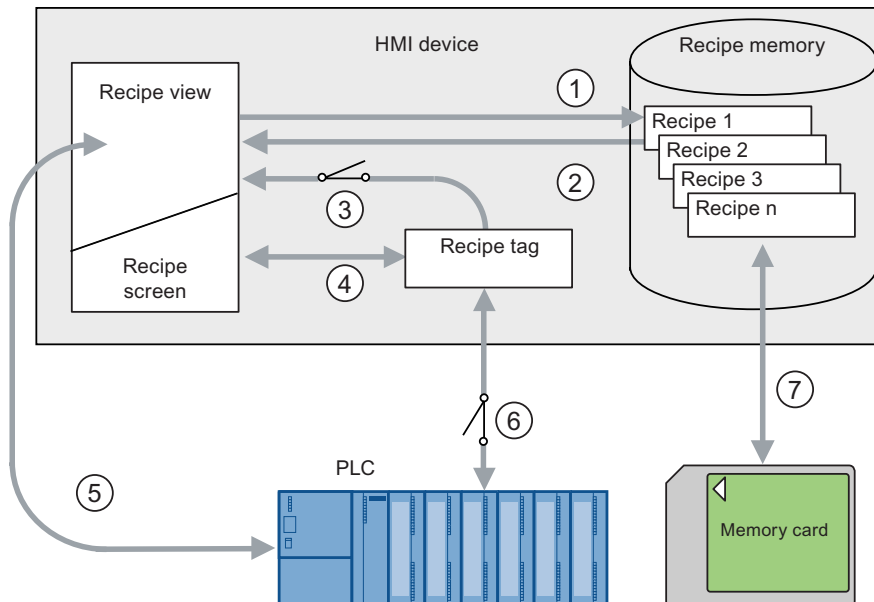 HMI device
Recipe memory
Recipe view
1
Recipe 1
Recipe 2
2
Recipe 3
3
Recipe n
Recipe tag
Recipe
screen
4
7
6
PLC
5
Memory card